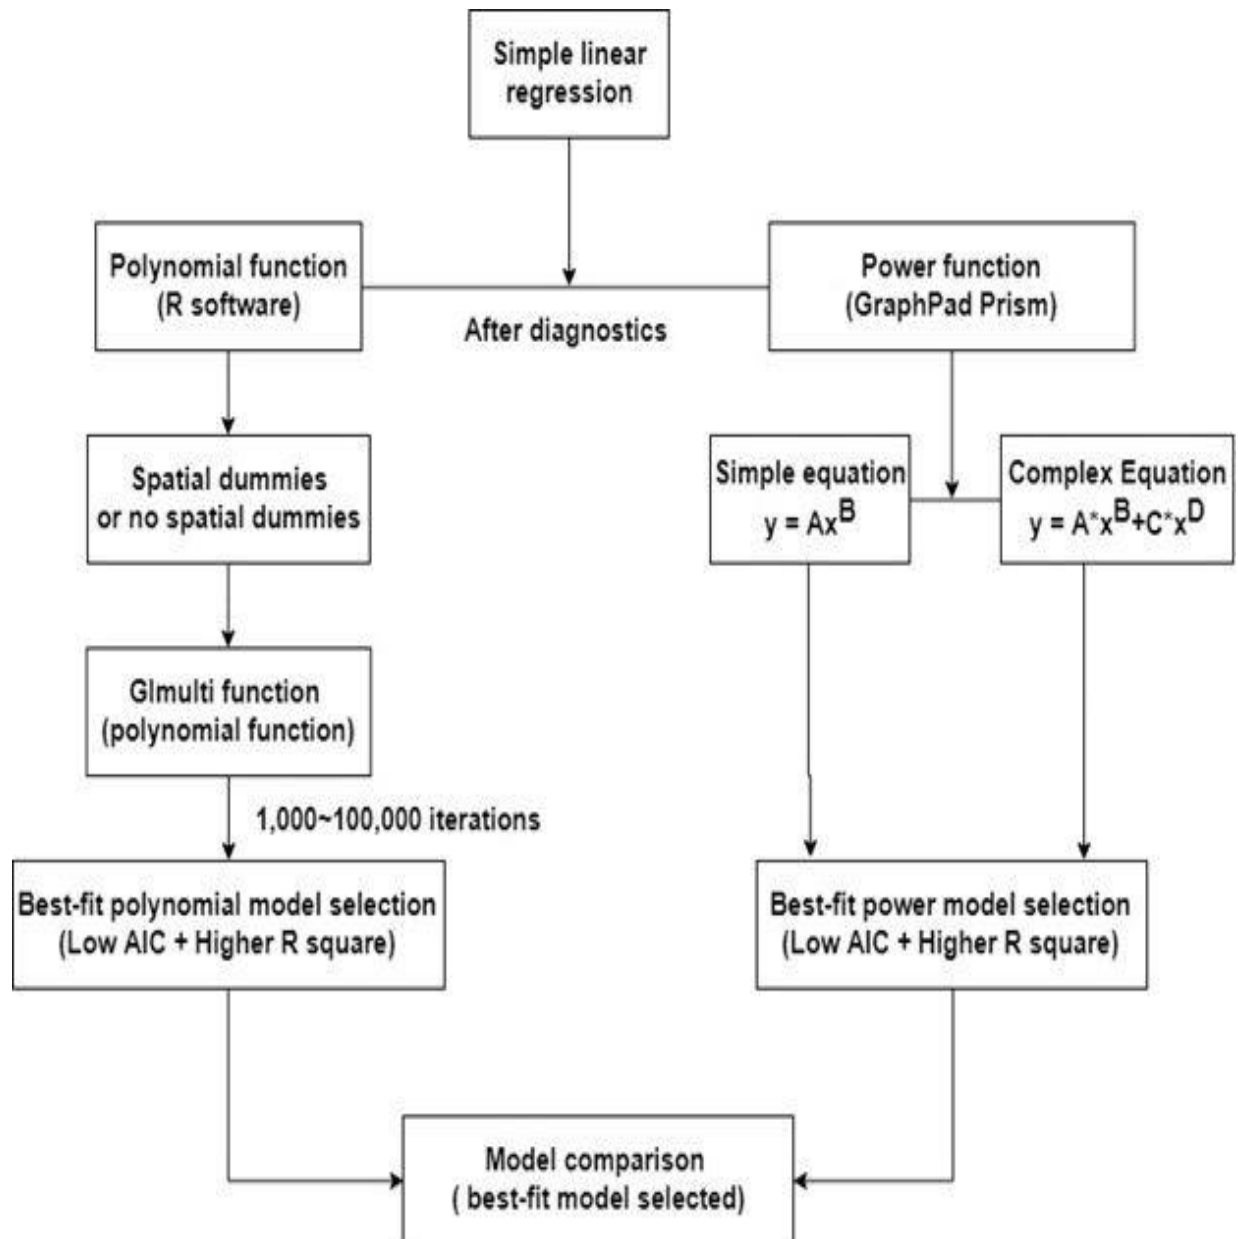 Simple linear
regression
Polynomial function
(R software)
Power function
(GraphPad Prism)
After diagnostics
Spatial dummies
or no spatial dummies
Simple equation
y = Ax^B
Complex Equation
y = A*x^B+C*x^D
Glmulti function
(polynomial function)
1,000~100,000 iterations
Best-fit polynomial model selection
(Low AIC + Higher R square)
Best-fit power model selection
(Low AIC + Higher R square)
Model comparison
( best-fit model selected)